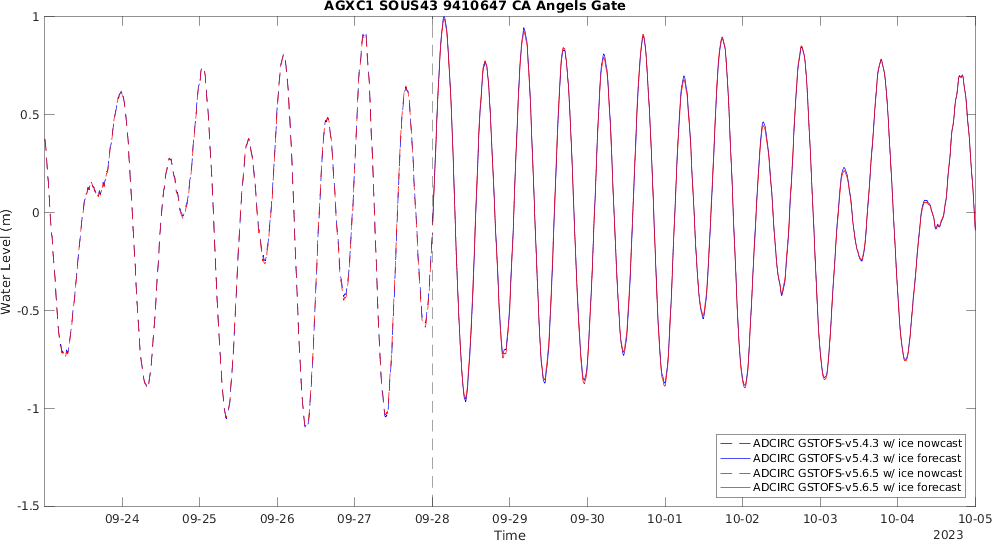 AGXC1 SOUS43 9410647 CA Angels Gate
1
0.5
0
-0.5
-1
-1.5
Water Level (m)
ADCIRC GSTOFS-v5.4.3 w/ ice nowcast
ADCIRC GSTOFS-v5.4.3 w/ ice forecast
ADCIRC GSTOFS-v5.6.5 w/ ice nowcast
ADCIRC GSTOFS-v5.6.5 w/ ice forecast
09-24 09-25 09-26 09-27 09-28 09-29 09-30 10-01 10-02 10-03 10-04 10-05
Time
2023